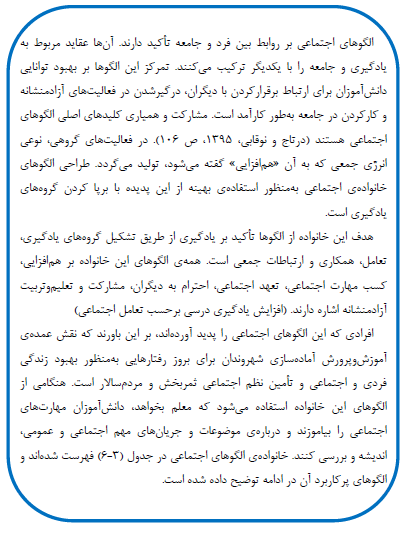 الگوهای اجتماعی بر روابط بین فرد و جامعه تأکید دارند. آن‌ها عقاید مربوط به
یادگیری و جامعه را با یکدیگر ترکیب می‌کنند. تمرکز این الگوها بر بهبود توانایی
دانش‌آموزان برای ارتباط برقرارکردن با دیگران، درگیرشدن در فعالیت‌های آزادمنشانه
و کارکردن در جامعه به‌طور کارآمد است. مشارکت و همیاری کلیدهای اصلی الگوهای
اجتماعی هستند (درتاج و نوقابی، ۱۳۹۵، ص ۱۰۶). در فعالیت‌های گروهی، نوعی
انرژی جمعی که به آن «هم‌افزایی» گفته می‌شود، تولید می‌گردد. طراحی الگوهای
خانواده‌ی اجتماعی به‌منظور استفاده‌ی بهینه از این پدیده با برپا کردن گروه‌های
یادگیری است.
هدف این خانواده از الگوها تأکید بر یادگیری از طریق تشکیل گروه‌های یادگیری،
تعامل، همکاری و ارتباطات جمعی است. همه‌ی الگوهای این خانواده بر هم‌افزایی،
کسب مهارت اجتماعی، تعهد اجتماعی، احترام به دیگران، مشارکت و تعلیم‌وتربیت
آزادمنشانه اشاره دارند. (افزایش یادگیری درسی برحسب تعامل اجتماعی)
افرادی که این الگوهای اجتماعی را پدید آورده‌اند، بر این باورند که نقش عمده‌ی
آموزش‌وپرورش آماده‌سازی شهروندان برای بروز رفتارهایی به‌منظور بهبود زندگی
فردی و اجتماعی و تأمین نظم اجتماعی ثمربخش و مردم‌سالار است. هنگامی از
الگوهای این خانواده استفاده می‌شود که معلم بخواهد، دانش‌آموزان مهارت‌های
اجتماعی را بیاموزند و درباره‌ی موضوعات و جریان‌های مهم اجتماعی و عمومی،
اندیشه و بررسی کنند. خانواده‌ی الگوهای اجتماعی در جدول (۳-۶) فهرست شده‌اند و
الگوهای پرکاربرد آن در ادامه توضیح داده شده است.